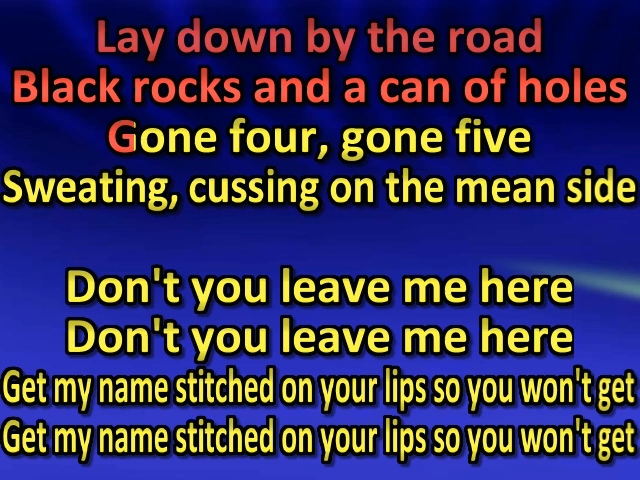 Lay down by the road
Black rocks and a can of holes
Gone four, gone five
Sweating, cussing on the mean side
Don't you leave me here
Don't you leave me here
Get my name stitched on your lips so you won't get
Get my name stitched on your lips so you won't get